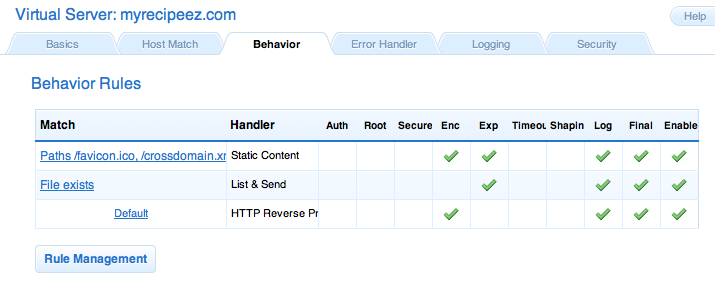 Virtual Server: myrecipeez.com
Help
Basics Host Match Behavior Error Handler Logging Security
Behavior Rules
Match Handler Auth Root Secure Enc Exp Timeou Shapin Log Final Enable
Paths /favicon.ico, /crossdomain.xr Static Content
File exists List & Send
Default HTTP Reverse Pr
Rule Management